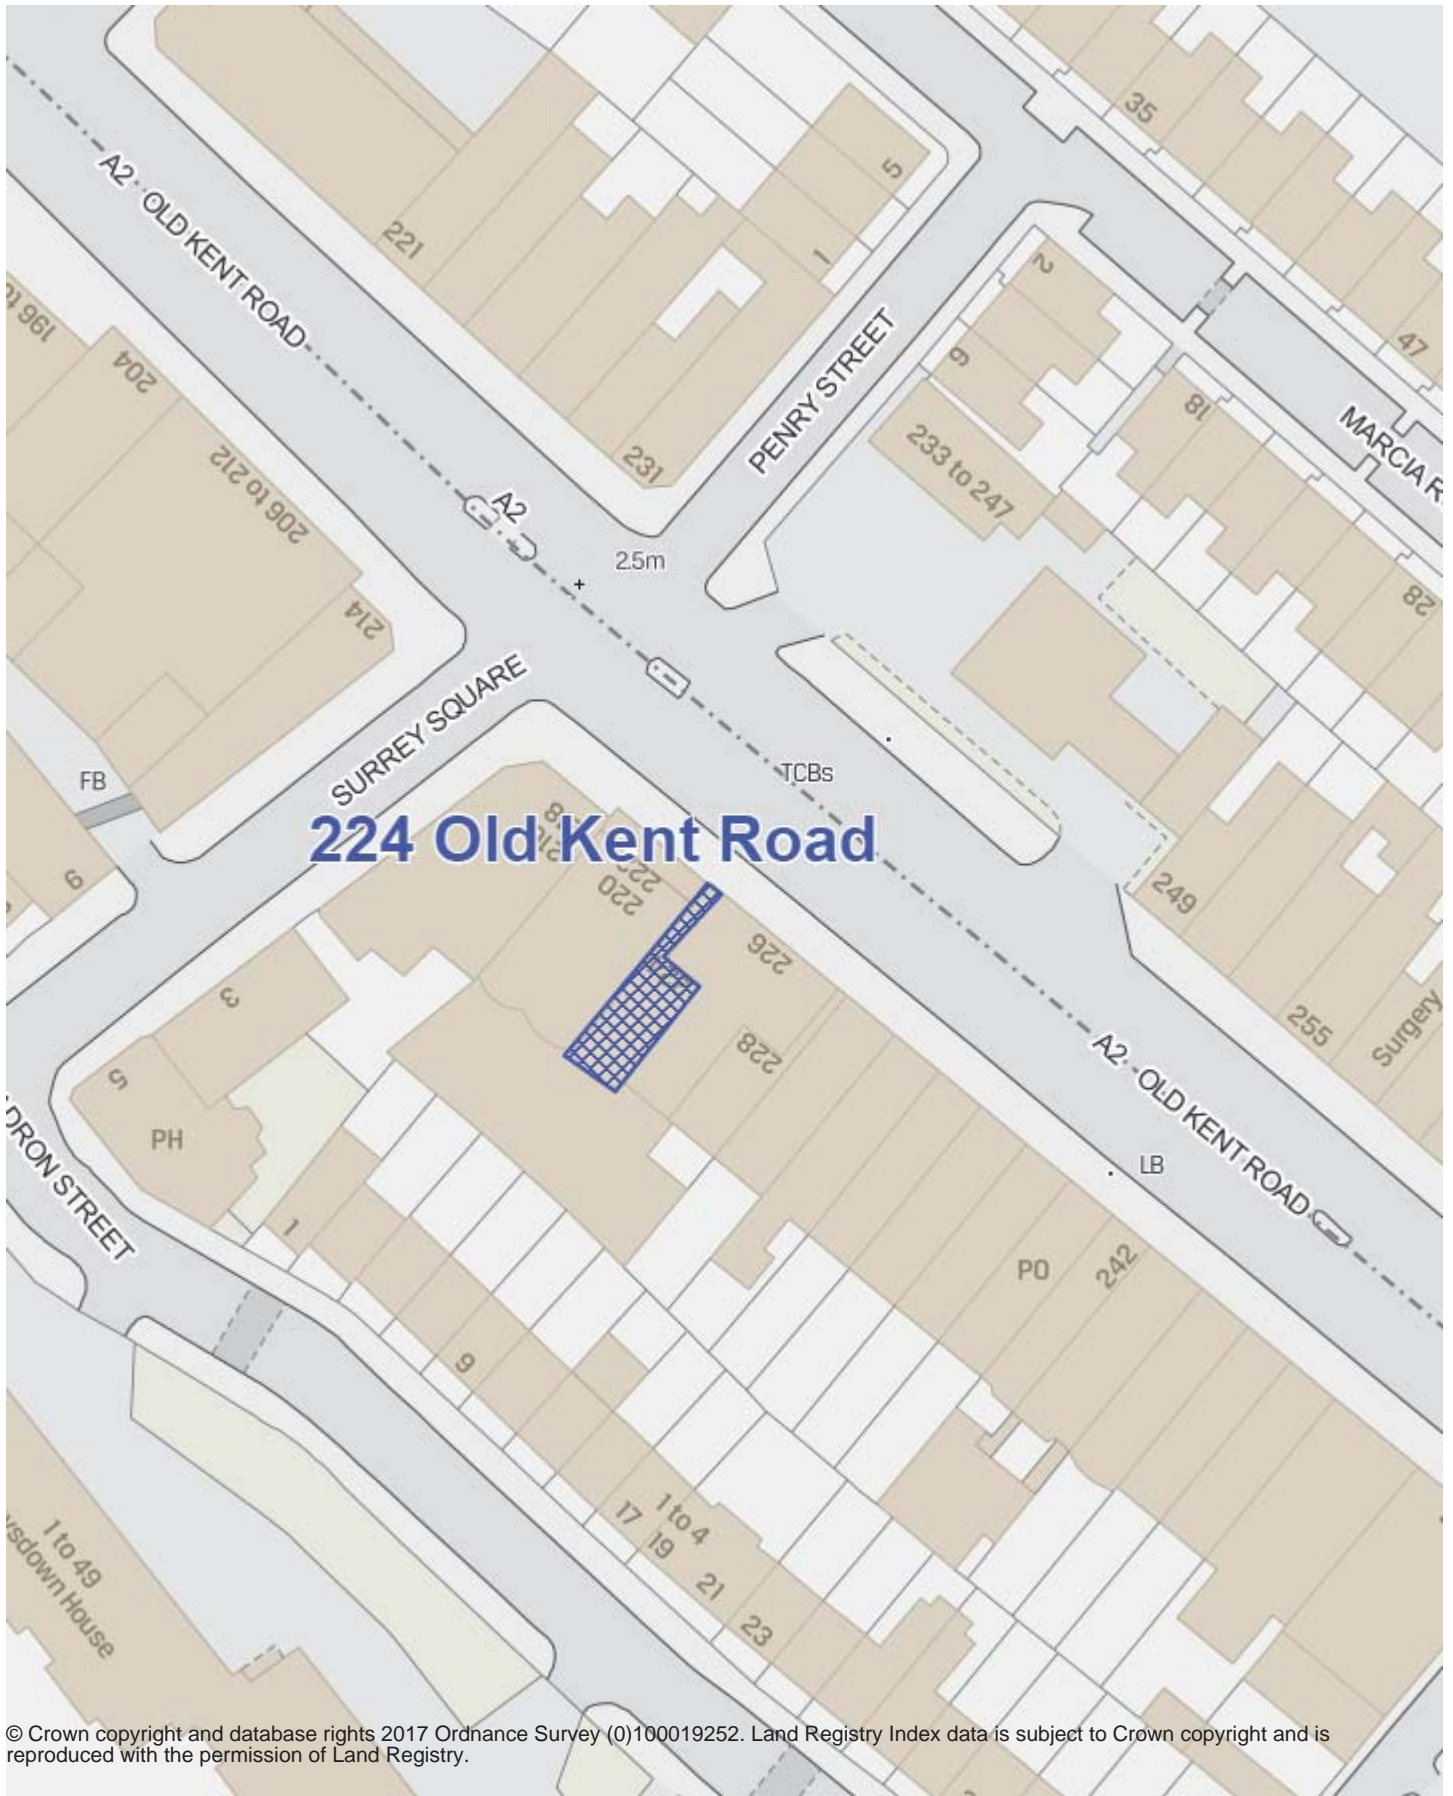 35
5
A2
OLD KENT ROAD
221
1
2
47
204
6
PENRY STREET
18
MARCIA R
206 to 212
231
233 to 247
A2
2.5m
28
214
SURREY SQUARE
TCBs
FB
224 Old Kent Road
218
222
220
9
249
226
3
255
Surgery
228
A2
OLD KENT ROAD
5
PH
LB
DRON STREET
1
PO
242
9
1 to 4
17
19
1 to 49
21
23
wsdown House
© Crown copyright and database rights 2017 Ordnance Survey (0)100019252. Land Registry Index data is subject to Crown copyright and is
reproduced with the permission of Land Registry.